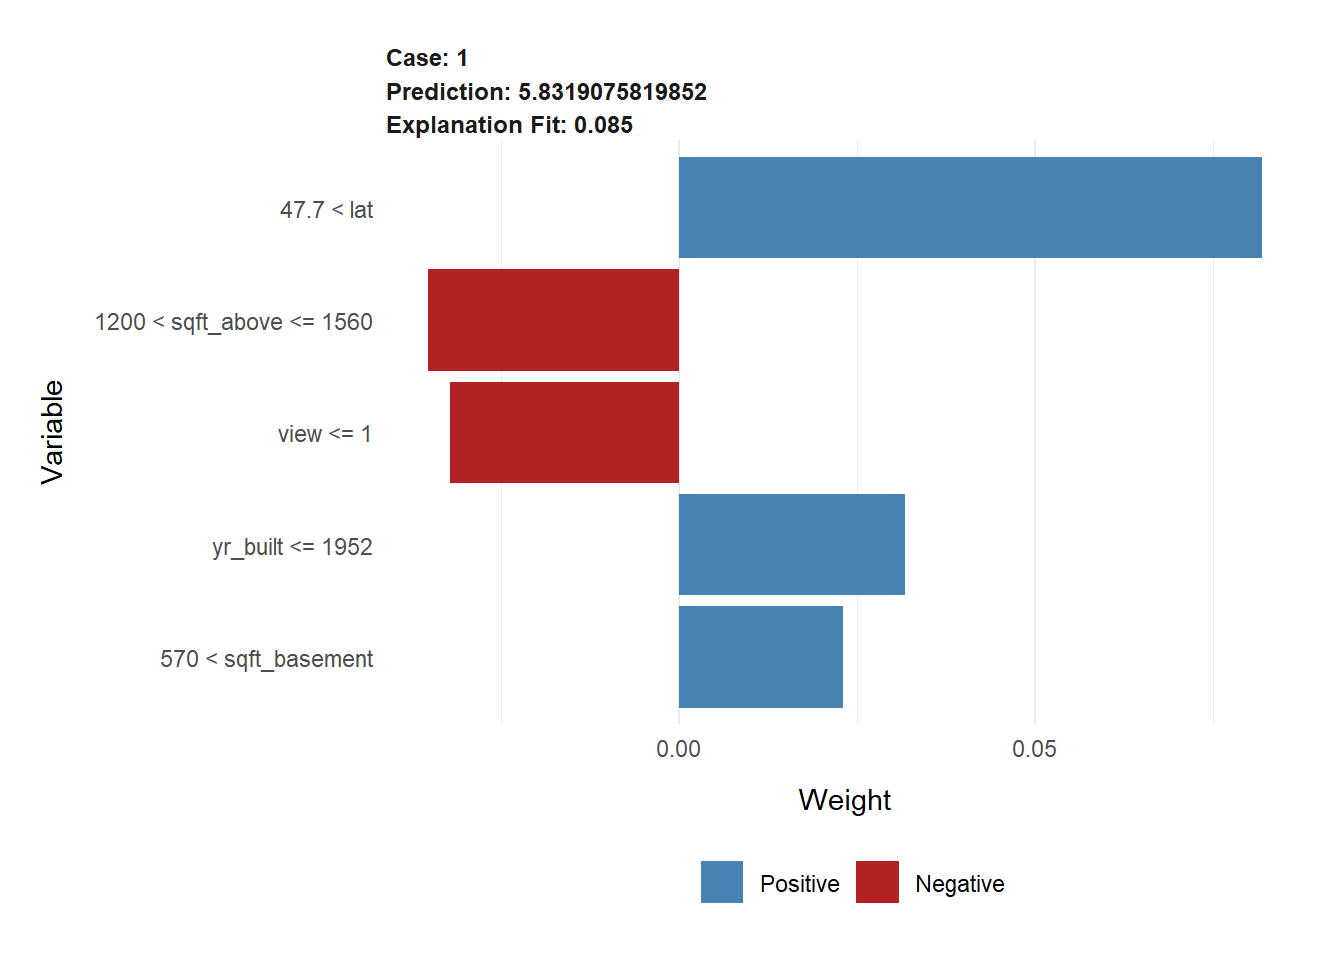 Case: 1
Prediction: 5.8319075819852
Explanation Fit: 0.085
47.7 < lat
1200 < sqft_above <= 1560
view <= 1
yr_built <= 1952
570 < sqft_basement
Variable
0.00
0.05
Weight
Positive
Negative